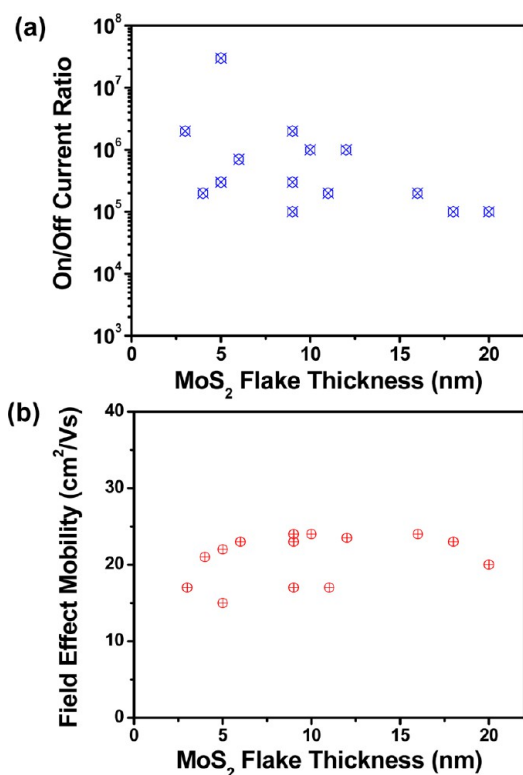 (a)
On/Off Current Ratio
10⁸
10⁷
10⁶
10⁵
10⁴
10³
0 5 10 15 20
MoS₂ Flake Thickness (nm)
(b)
Field Effect Mobility (cm²/Vs)
40
30
20
10
0
0 5 10 15 20
MoS₂ Flake Thickness (nm)